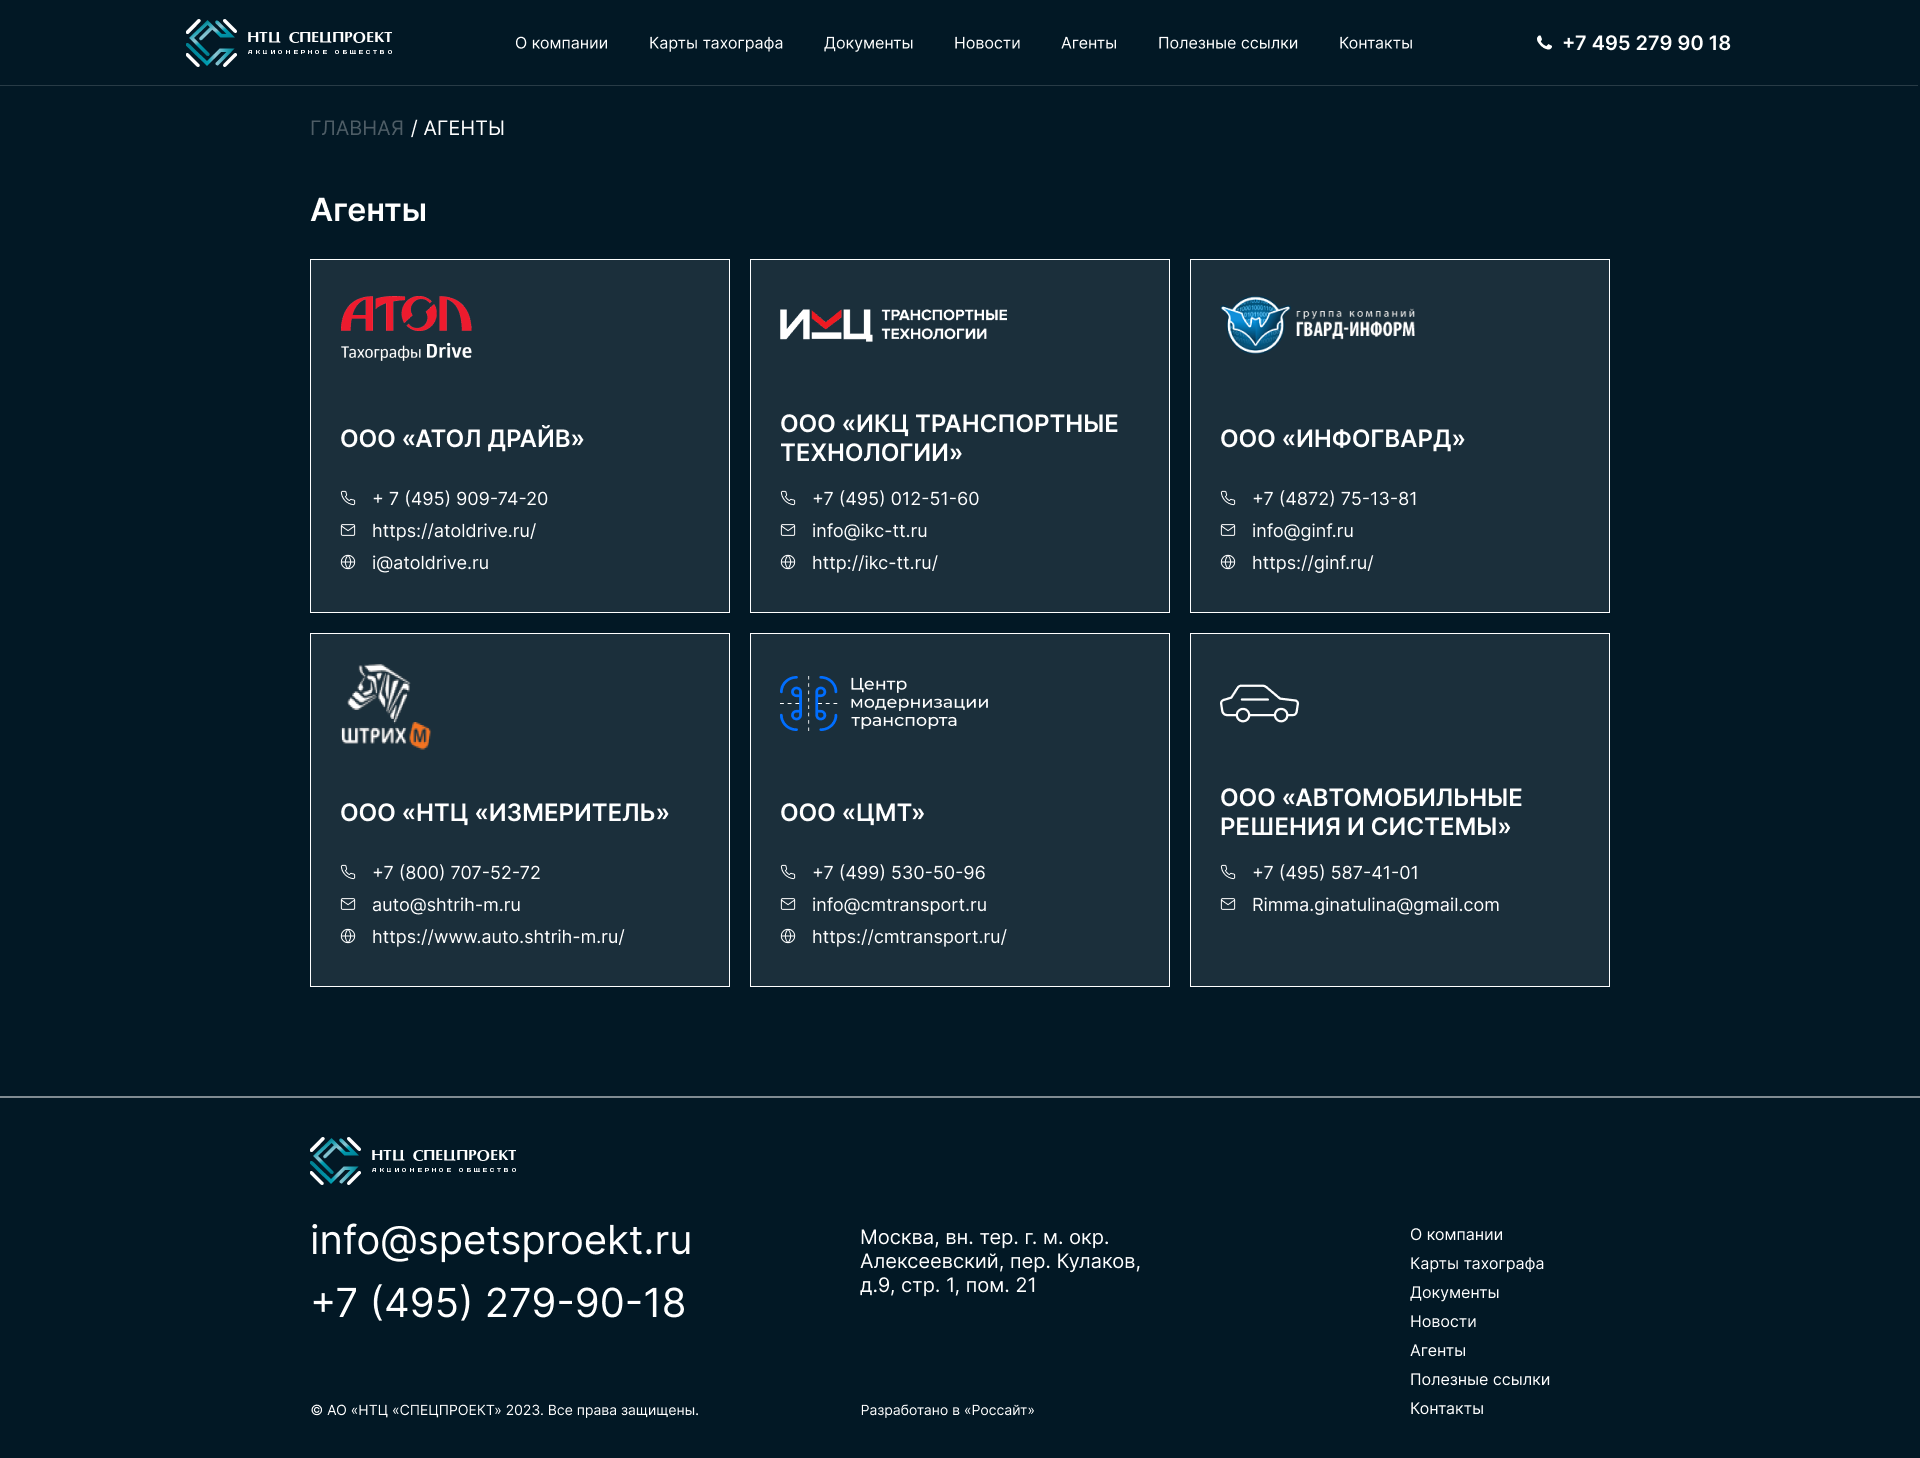 НТЦ СПЕЦПРОЕКТ
АКЦИОНЕРНОЕ ОБЩЕСТВО
О компании Карты тахографа Документы Новости Агенты Полезные ссылки Контакты
+7 495 279 90 18
ГЛАВНАЯ / АГЕНТЫ
Агенты
АТОЛ
Тахографы Drive
ООО «АТОЛ ДРАЙВ»
+ 7 (495) 909-74-20
https://atoldrive.ru/
i@atoldrive.ru
ИКЦ ТРАНСПОРТНЫЕ
ТЕХНОЛОГИИ
ООО «ИКЦ ТРАНСПОРТНЫЕ
ТЕХНОЛОГИИ»
+7 (495) 012-51-60
info@ikc-tt.ru
http://ikc-tt.ru/
группа компаний
ГВАРД-ИНФОРМ
ООО «ИНФОГВАРД»
+7 (4872) 75-13-81
info@ginf.ru
https://ginf.ru/
ШТРИХ М
ООО «НТЦ «ИЗМЕРИТЕЛЬ»
+7 (800) 707-52-72
auto@shtrih-m.ru
https://www.auto.shtrih-m.ru/
Центр
модернизации
транспорта
ООО «ЦМТ»
+7 (499) 530-50-96
info@cmtransport.ru
https://cmtransport.ru/
ООО «АВТОМОБИЛЬНЫЕ
РЕШЕНИЯ И СИСТЕМЫ»
+7 (495) 587-41-01
Rimma.ginatulina@gmail.com
НТЦ СПЕЦПРОЕКТ
АКЦИОНЕРНОЕ ОБЩЕСТВО
info@spetsproekt.ru
+7 (495) 279-90-18
Москва, вн. тер. г. м. окр.
Алексеевский, пер. Кулаков,
д.9, стр. 1, пом. 21
О компании
Карты тахографа
Документы
Новости
Агенты
Полезные ссылки
Контакты
© АО «НТЦ «СПЕЦПРОЕКТ» 2023. Все права защищены.
Разработано в «Россайт»